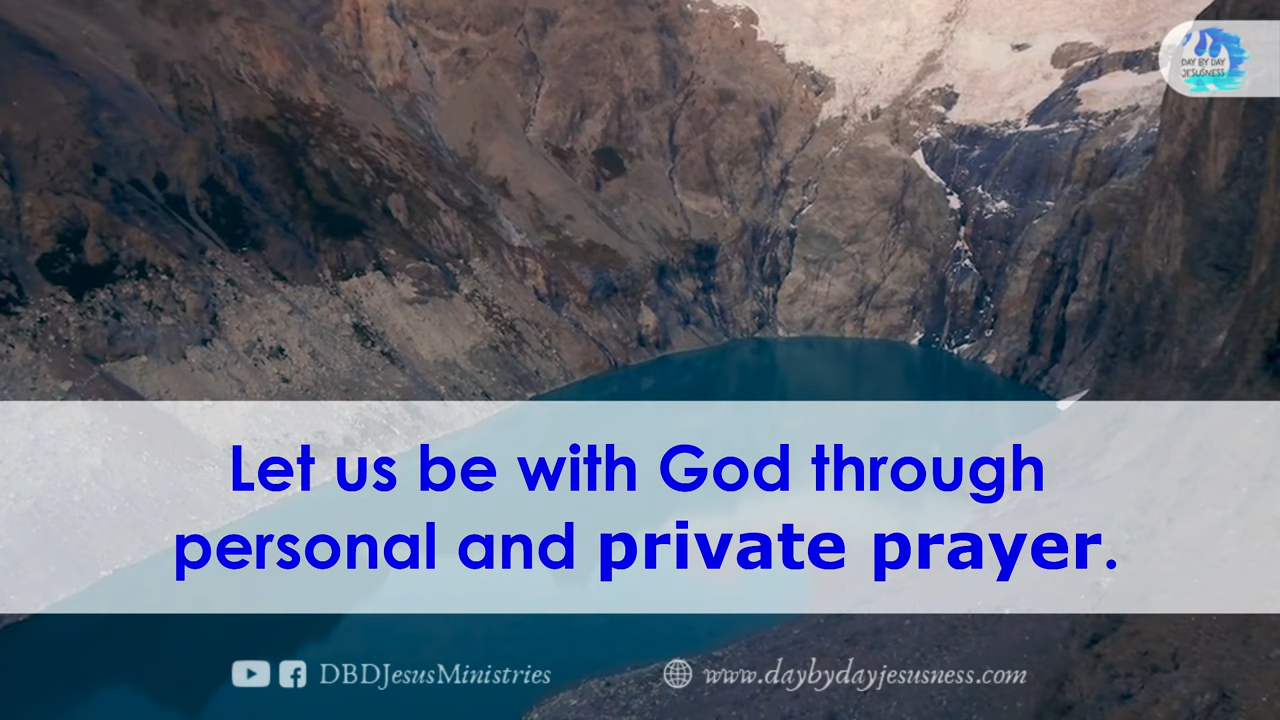 DAY BY DAY
JESUSNESS
Let us be with God through
personal and private prayer.
DBDJesusMinistries
www.daybydayjesusness.com